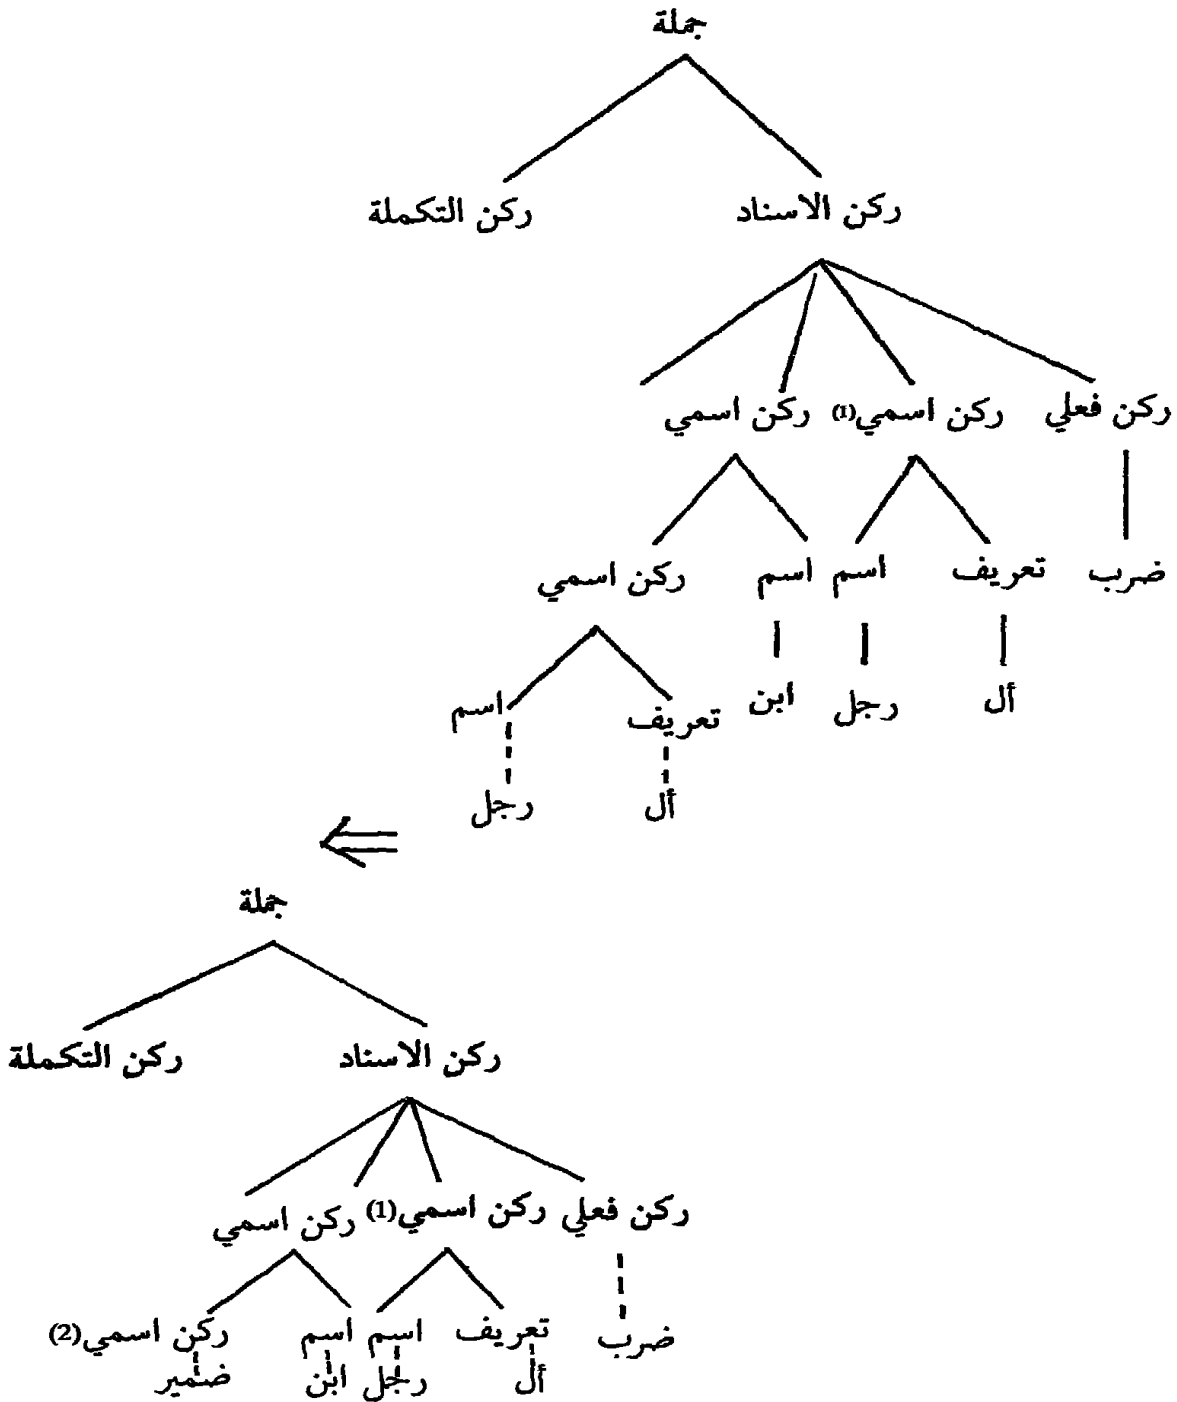 جملة
ركن الاسناد ركن التكملة
ركن فعلي ركن اسمي(1) ركن اسمي
ضرب تعريف اسم اسم ركن اسمي
أل رجل ابن تعريف اسم
أل رجل
جملة
ركن الاسناد ركن التكملة
ركن فعلي ركن اسمي(1) ركن اسمي
ضرب تعريف اسم اسم ركن اسمي(2)
أل رجل ابن ضمير